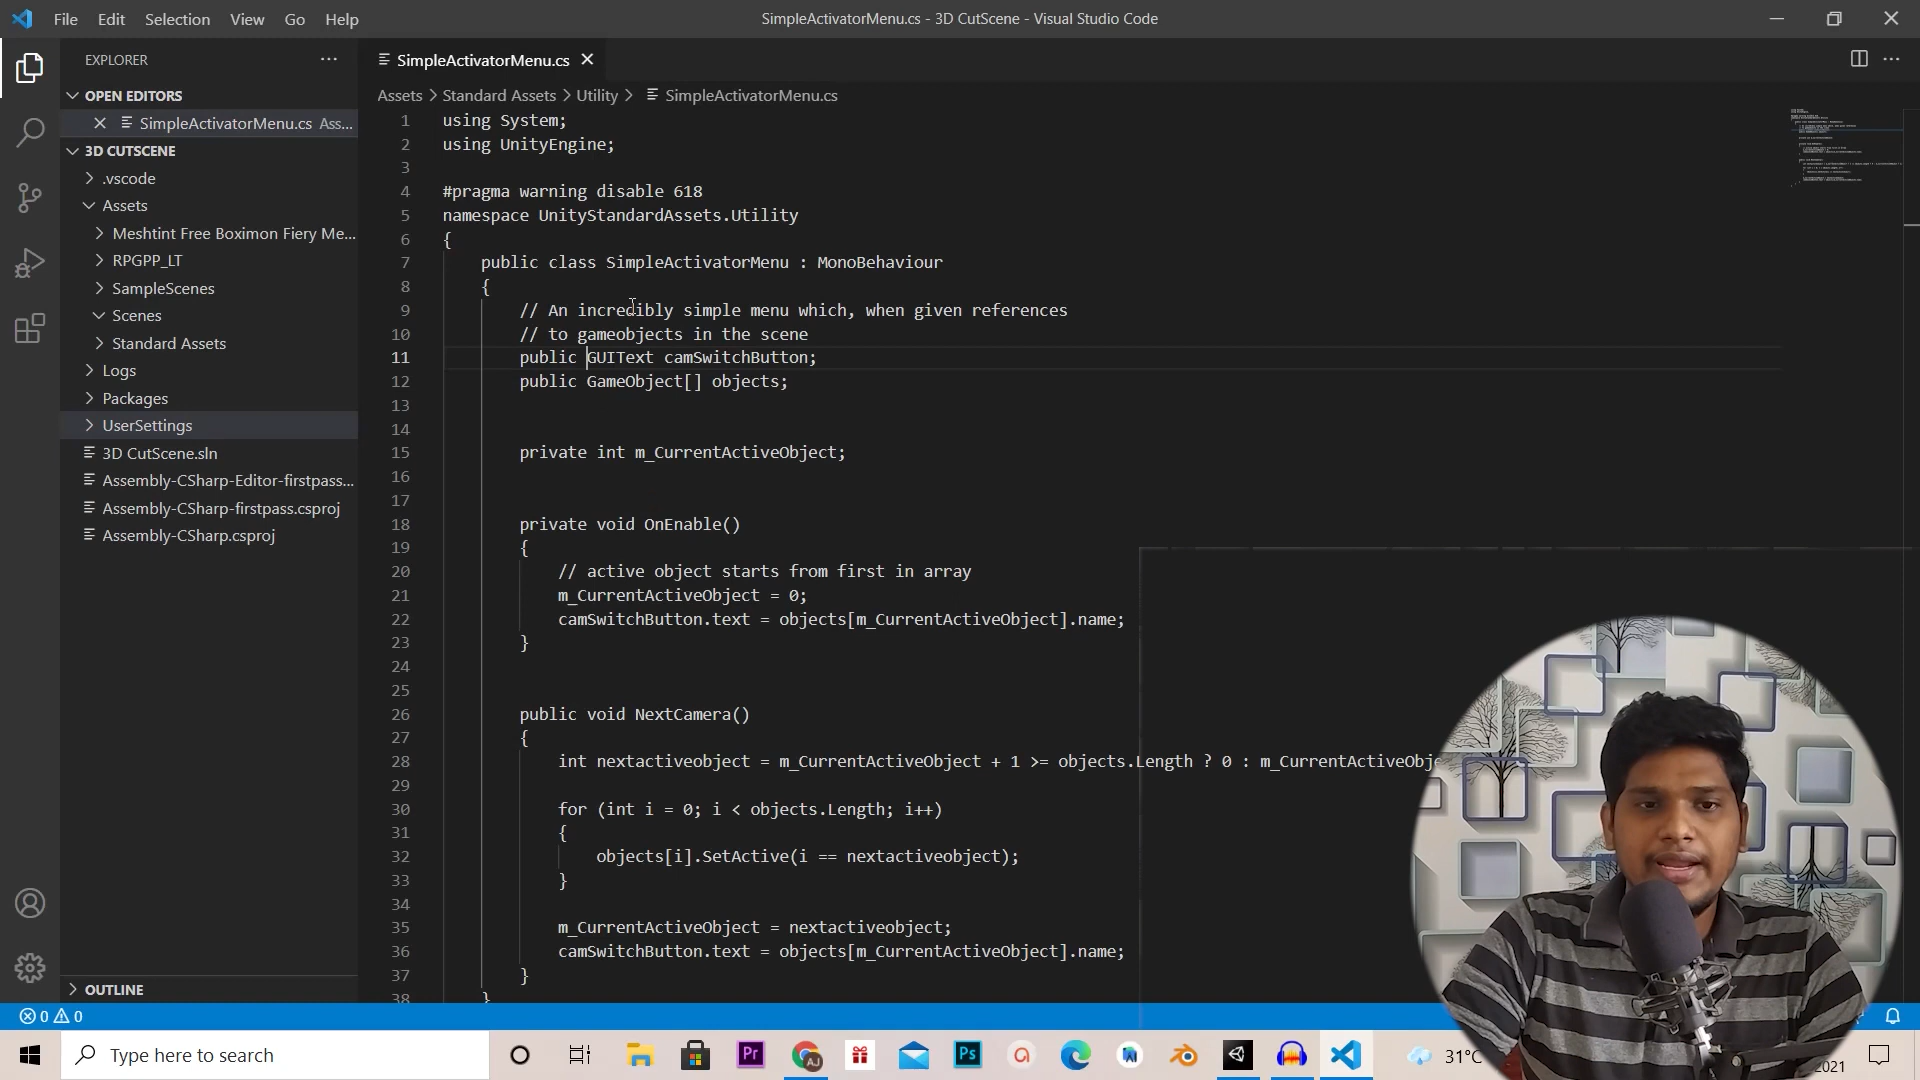 File Edit Selection View Go Help
SimpleActivatorMenu.cs - 3D CutScene - Visual Studio Code
EXPLORER
OPEN EDITORS
SimpleActivatorMenu.cs Ass...
3D CUTSCENE
.vscode
Assets
Meshtint Free Boximon Fiery Me...
RPGPP_LT
SampleScenes
Scenes
Standard Assets
Logs
Packages
UserSettings
3D CutScene.sln
Assembly-CSharp-Editor-firstpass...
Assembly-CSharp-firstpass.csproj
Assembly-CSharp.csproj
OUTLINE
SimpleActivatorMenu.cs
Assets > Standard Assets > Utility > SimpleActivatorMenu.cs
1 using System;
2 using UnityEngine;
3
4 #pragma warning disable 618
5 namespace UnityStandardAssets.Utility
6 {
7 public class SimpleActivatorMenu : MonoBehaviour
8 {
9 // An incredibly simple menu which, when given references
10 // to gameobjects in the scene
11 public GUIText camSwitchButton;
12 public GameObject[] objects;
13
14
15 private int m_CurrentActiveObject;
16
17
18 private void OnEnable()
19 {
20 // active object starts from first in array
21 m_CurrentActiveObject = 0;
22 camSwitchButton.text = objects[m_CurrentActiveObject].name;
23 }
24
25
26 public void NextCamera()
27 {
28 int nextactiveobject = m_CurrentActiveObject + 1 >= objects.Length ? 0 : m_CurrentActiveObje
29
30 for (int i = 0; i < objects.Length; i++)
31 {
32 objects[i].SetActive(i == nextactiveobject);
33 }
34
35 m_CurrentActiveObject = nextactiveobject;
36 camSwitchButton.text = objects[m_CurrentActiveObject].name;
37 }
38 }
0 0
Type here to search
Pr
AJ
Ps
31°C
2021